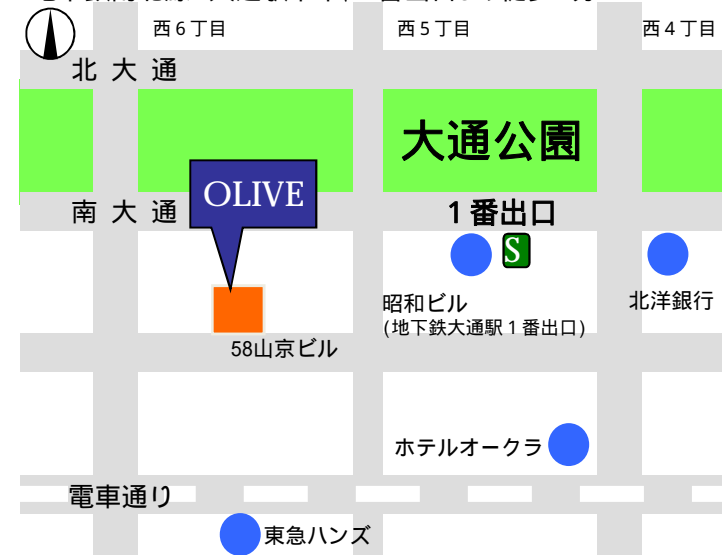 西６丁目
西５丁目
西４丁目
北大通
大通公園
OLIVE
南大通
１番出口
S
昭和ビル
(地下鉄大通駅１番出口)
北洋銀行
58山京ビル
ホテルオークラ
電車通り
東急ハンズ